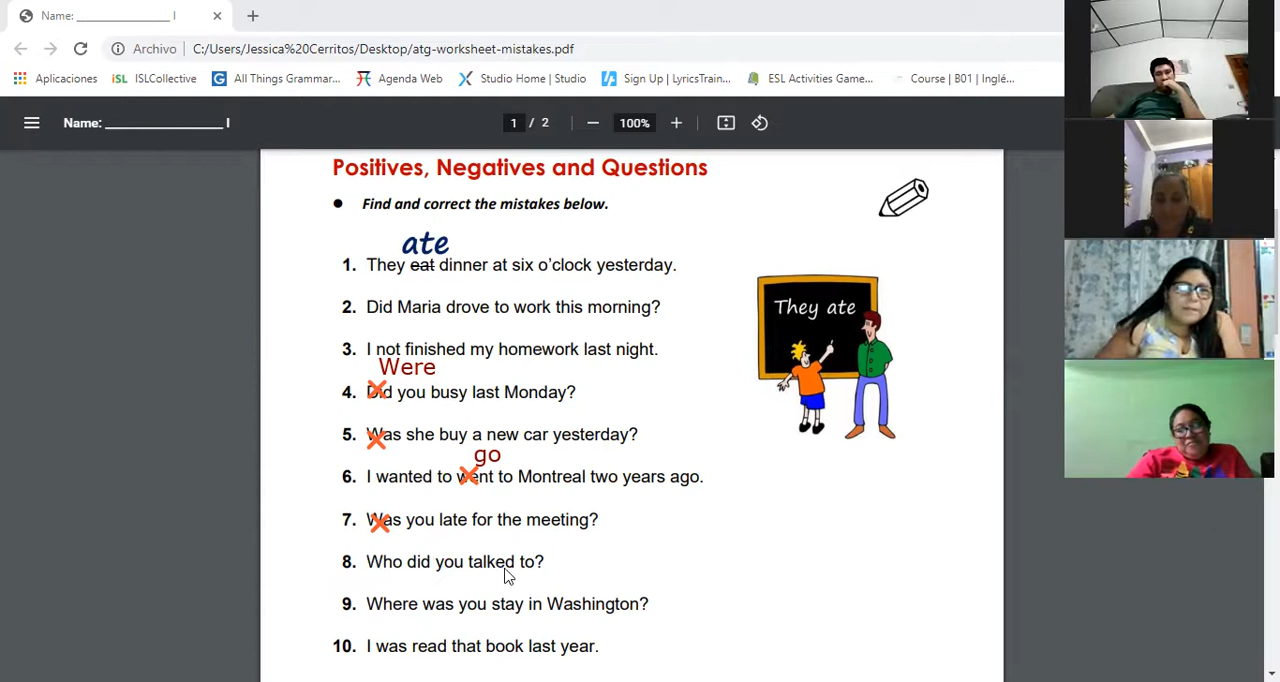 Name: _______________ I
Archivo C:/Users/Jessica%20Cerritos/Desktop/atg-worksheet-mistakes.pdf
Aplicaciones iSL ISLCollective G All Things Grammar... Agenda Web Studio Home | Studio Sign Up | LyricsTrain... ESL Activities Game... Course | B01 | Inglé...
Name: _______________ I 1 / 2 100%
Positives, Negatives and Questions
Find and correct the mistakes below.
ate
1. They eat dinner at six o'clock yesterday.
They ate
2. Did Maria drove to work this morning?
3. I not finished my homework last night.
Were
4. Did you busy last Monday?
5. Was she buy a new car yesterday?
go
6. I wanted to went to Montreal two years ago.
7. Was you late for the meeting?
8. Who did you talked to?
9. Where was you stay in Washington?
10. I was read that book last year.